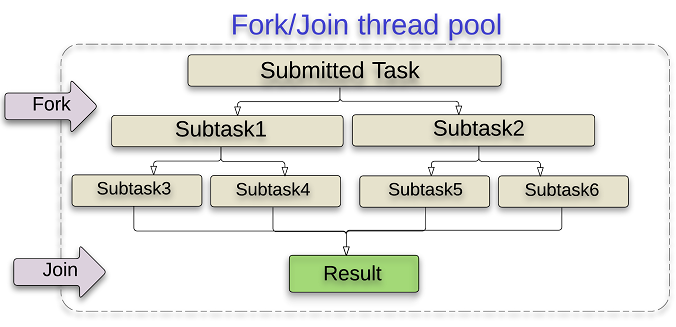 Fork/Join thread pool
Submitted Task
Fork
Subtask1
Subtask2
Subtask3
Subtask4
Subtask5
Subtask6
Join
Result